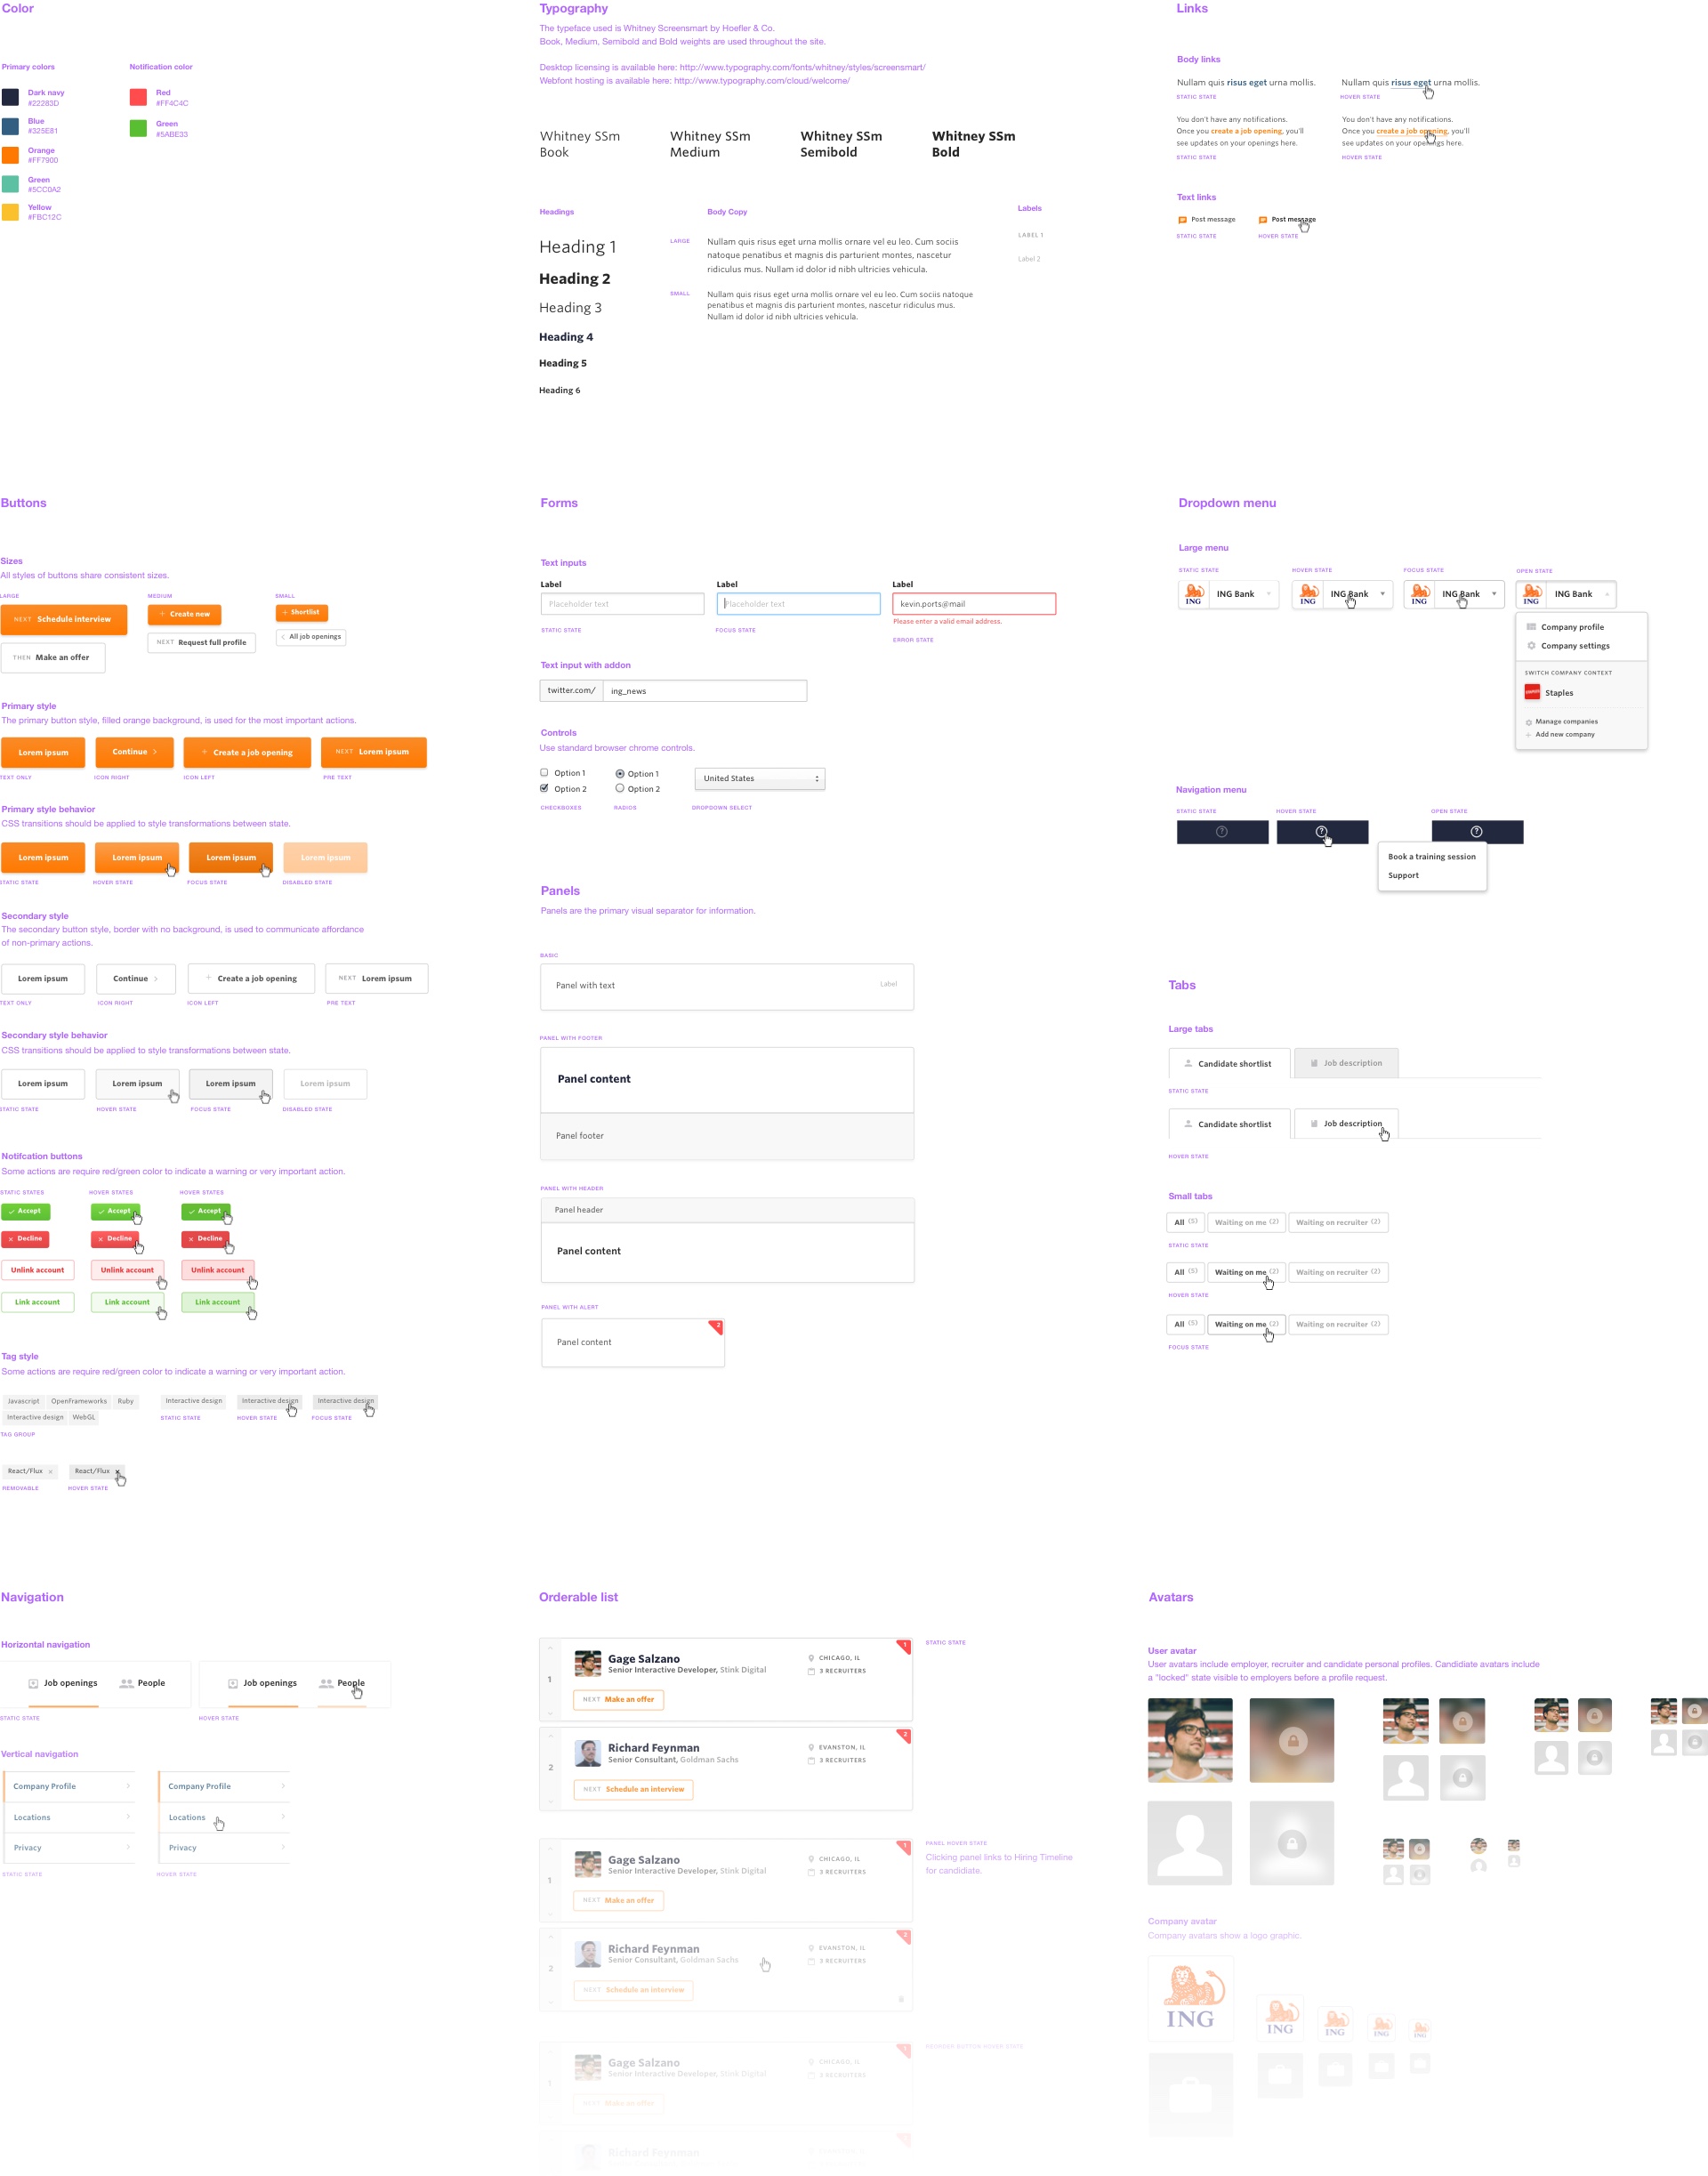 Color
Primary colors
Notification color
Dark navy
#22283D
Red
#FF4C4C
Blue
#325E81
Green
#5ABE33
Orange
#FF7900
Green
#5CC0A2
Yellow
#FBC12C
Typography
The typeface used is Whitney Screensmart by Hoefler & Co.
Book, Medium, Semibold and Bold weights are used throughout the site.
Desktop licensing is available here: http://www.typography.com/fonts/whitney/styles/screensmart/
Webfont hosting is available here: http://www.typography.com/cloud/welcome/
Whitney SSm
Book
Whitney SSm
Medium
Whitney SSm
Semibold
Whitney SSm
Bold
Headings
Heading 1
Heading 2
Heading 3
Heading 4
Heading 5
Heading 6
Body Copy
LARGE
Nullam quis risus eget urna mollis ornare vel eu leo. Cum sociis
natoque penatibus et magnis dis parturient montes, nascetur
ridiculus mus. Nullam id dolor id nibh ultricies vehicula.
SMALL
Nullam quis risus eget urna mollis ornare vel eu leo. Cum sociis natoque
penatibus et magnis dis parturient montes, nascetur ridiculus mus.
Nullam id dolor id nibh ultricies vehicula.
Labels
LABEL 1
Label 2
Links
Body links
Nullam quis risus eget urna mollis.
STATIC STATE
Nullam quis risus eget urna mollis.
HOVER STATE
You don't have any notifications.
Once you create a job opening, you'll
see updates on your openings here.
STATIC STATE
You don't have any notifications.
Once you create a job opening, you'll
see updates on your openings here.
HOVER STATE
Text links
Post message
STATIC STATE
Post message
HOVER STATE
Buttons
Sizes
All styles of buttons share consistent sizes.
LARGE
NEXT Schedule interview
THEN Make an offer
MEDIUM
+ Create new
NEXT Request full profile
SMALL
+ Shortlist
All job openings
Primary style
The primary button style, filled orange background, is used for the most important actions.
Lorem ipsum
TEXT ONLY
Continue
ICON RIGHT
+ Create a job opening
ICON LEFT
NEXT Lorem ipsum
PRE TEXT
Primary style behavior
CSS transitions should be applied to style transformations between state.
Lorem ipsum
STATIC STATE
Lorem ipsum
HOVER STATE
Lorem ipsum
FOCUS STATE
Lorem ipsum
DISABLED STATE
Secondary style
The secondary button style, border with no background, is used to communicate affordance
of non-primary actions.
Lorem ipsum
TEXT ONLY
Continue
ICON RIGHT
+ Create a job opening
ICON LEFT
NEXT Lorem ipsum
PRE TEXT
Secondary style behavior
CSS transitions should be applied to style transformations between state.
Lorem ipsum
STATIC STATE
Lorem ipsum
HOVER STATE
Lorem ipsum
FOCUS STATE
Lorem ipsum
DISABLED STATE
Notifcation buttons
Some actions are require red/green color to indicate a warning or very important action.
STATIC STATES
HOVER STATES
HOVER STATES
Accept
Accept
Accept
Decline
Decline
Decline
Unlink account
Unlink account
Unlink account
Link account
Link account
Link account
Tag style
Some actions are require red/green color to indicate a warning or very important action.
Javascript OpenFrameworks Ruby
Interactive design WebGL
TAG GROUP
Interactive design
STATIC STATE
Interactive design
HOVER STATE
Interactive design
FOCUS STATE
React/Flux ×
REMOVABLE
React/Flux ×
HOVER STATE
Forms
Text inputs
Label
Placeholder text
STATIC STATE
Label
Placeholder text
FOCUS STATE
Label
kevin.ports@mail
Please enter a valid email address.
ERROR STATE
Text input with addon
twitter.com/ ing_news
Controls
Use standard browser chrome controls.
Option 1
Option 2
CHECKBOXES
Option 1
Option 2
RADIOS
United States
DROPDOWN SELECT
Panels
Panels are the primary visual separator for information.
BASIC
Panel with text
Label
PANEL WITH FOOTER
Panel content
Panel footer
PANEL WITH HEADER
Panel header
Panel content
PANEL WITH ALERT
Panel content
2
Dropdown menu
Large menu
STATIC STATE
ING
ING Bank
HOVER STATE
ING
ING Bank
FOCUS STATE
ING
ING Bank
OPEN STATE
ING
ING Bank
Company profile
Company settings
SWITCH COMPANY CONTEXT
Staples
Manage companies
+ Add new company
Navigation menu
STATIC STATE
?
HOVER STATE
?
OPEN STATE
?
Book a training session
Support
Tabs
Large tabs
Candidate shortlist
Job description
STATIC STATE
Candidate shortlist
Job description
HOVER STATE
Small tabs
All (5)
Waiting on me (2)
Waiting on recruiter (2)
STATIC STATE
All (5)
Waiting on me (2)
Waiting on recruiter (2)
HOVER STATE
All (5)
Waiting on me (2)
Waiting on recruiter (2)
FOCUS STATE
Navigation
Horizontal navigation
Job openings
People
STATIC STATE
Job openings
People
HOVER STATE
Vertical navigation
Company Profile
Locations
Privacy
STATIC STATE
Company Profile
Locations
Privacy
HOVER STATE
Orderable list
STATIC STATE
1
Gage Salzano
Senior Interactive Developer, Stink Digital
NEXT Make an offer
CHICAGO, IL
3 RECRUITERS
1
2
Richard Feynman
Senior Consultant, Goldman Sachs
NEXT Schedule an interview
EVANSTON, IL
3 RECRUITERS
2
PANEL HOVER STATE
Clicking panel links to Hiring Timeline
for candidate.
1
Gage Salzano
Senior Interactive Developer, Stink Digital
NEXT Make an offer
CHICAGO, IL
3 RECRUITERS
1
2
Richard Feynman
Senior Consultant, Goldman Sachs
NEXT Schedule an interview
EVANSTON, IL
3 RECRUITERS
2
REORDER BUTTON HOVER STATE
1
Gage Salzano
Senior Interactive Developer, Stink Digital
NEXT Make an offer
CHICAGO, IL
3 RECRUITERS
Richard Feynman
Avatars
User avatar
User avatars include employer, recruiter and candidate personal profiles. Candidiate avatars include
a "locked" state visible to employers before a profile request.
Company avatar
Company avatars show a logo graphic.
ING
ING
ING
ING
ING